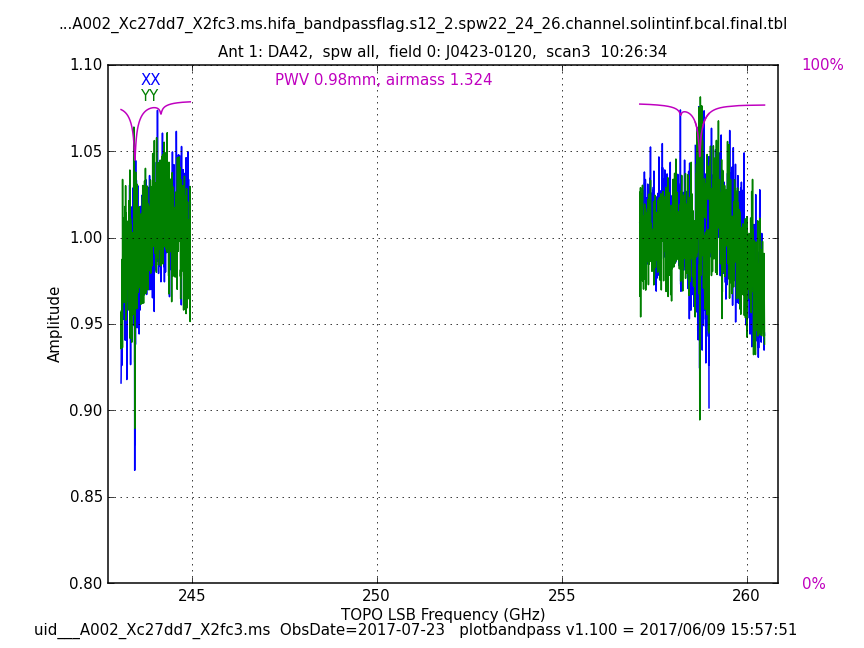 ...A002_Xc27dd7_X2fc3.ms.hifa_bandpassflag.s12_2.spw22_24_26.channel.solintinf.bcal.final.tbl
Ant 1: DA42,  spw all,  field 0: J0423-0120,  scan3  10:26:34
1.10
100%
XX
PWV 0.98mm, airmass 1.324
YY
1.05
1.00
0.95
Amplitude
0.90
0.85
0.80
0%
245
250
255
260
TOPO LSB Frequency (GHz)
uid___A002_Xc27dd7_X2fc3.ms  ObsDate=2017-07-23   plotbandpass v1.100 = 2017/06/09 15:57:51